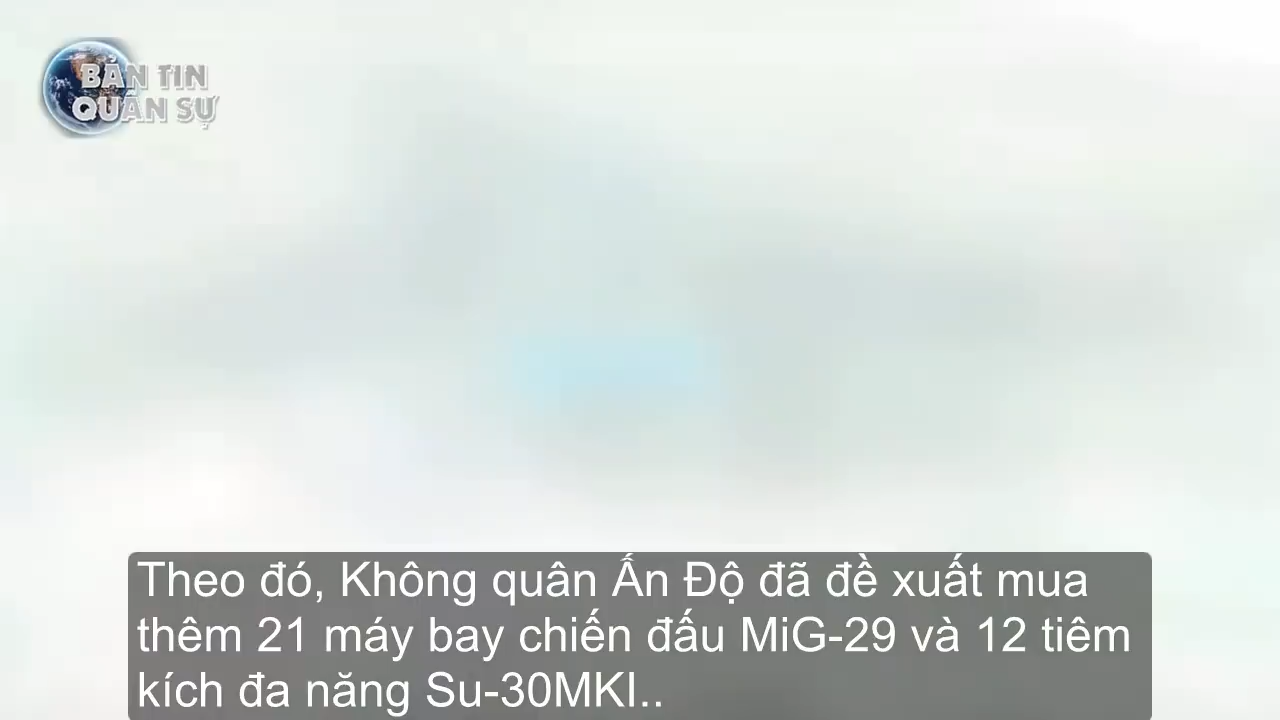 BẢN TIN
QUÂN SỰ
Theo đó, Không quân Ấn Độ đã đề xuất mua
thêm 21 máy bay chiến đấu MiG-29 và 12 tiêm
kích đa năng Su-30MKI..